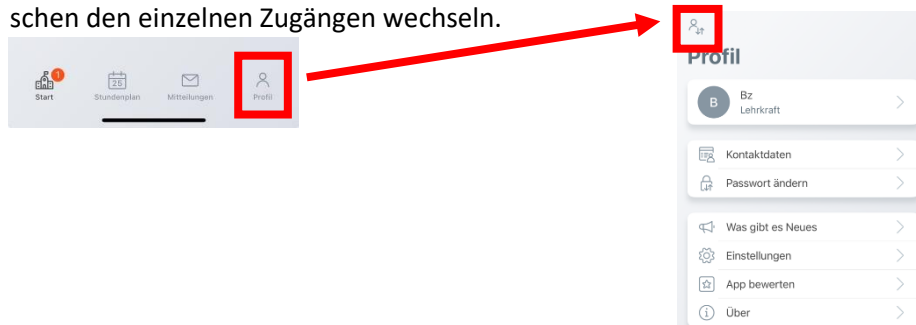 schen den einzelnen Zugängen wechseln.
1
25
Start
Stundenplan
Mitteilungen
Profil
Profil
B
Bz
Lehrkraft
Kontaktdaten
Passwort ändern
Was gibt es Neues
Einstellungen
App bewerten
Über